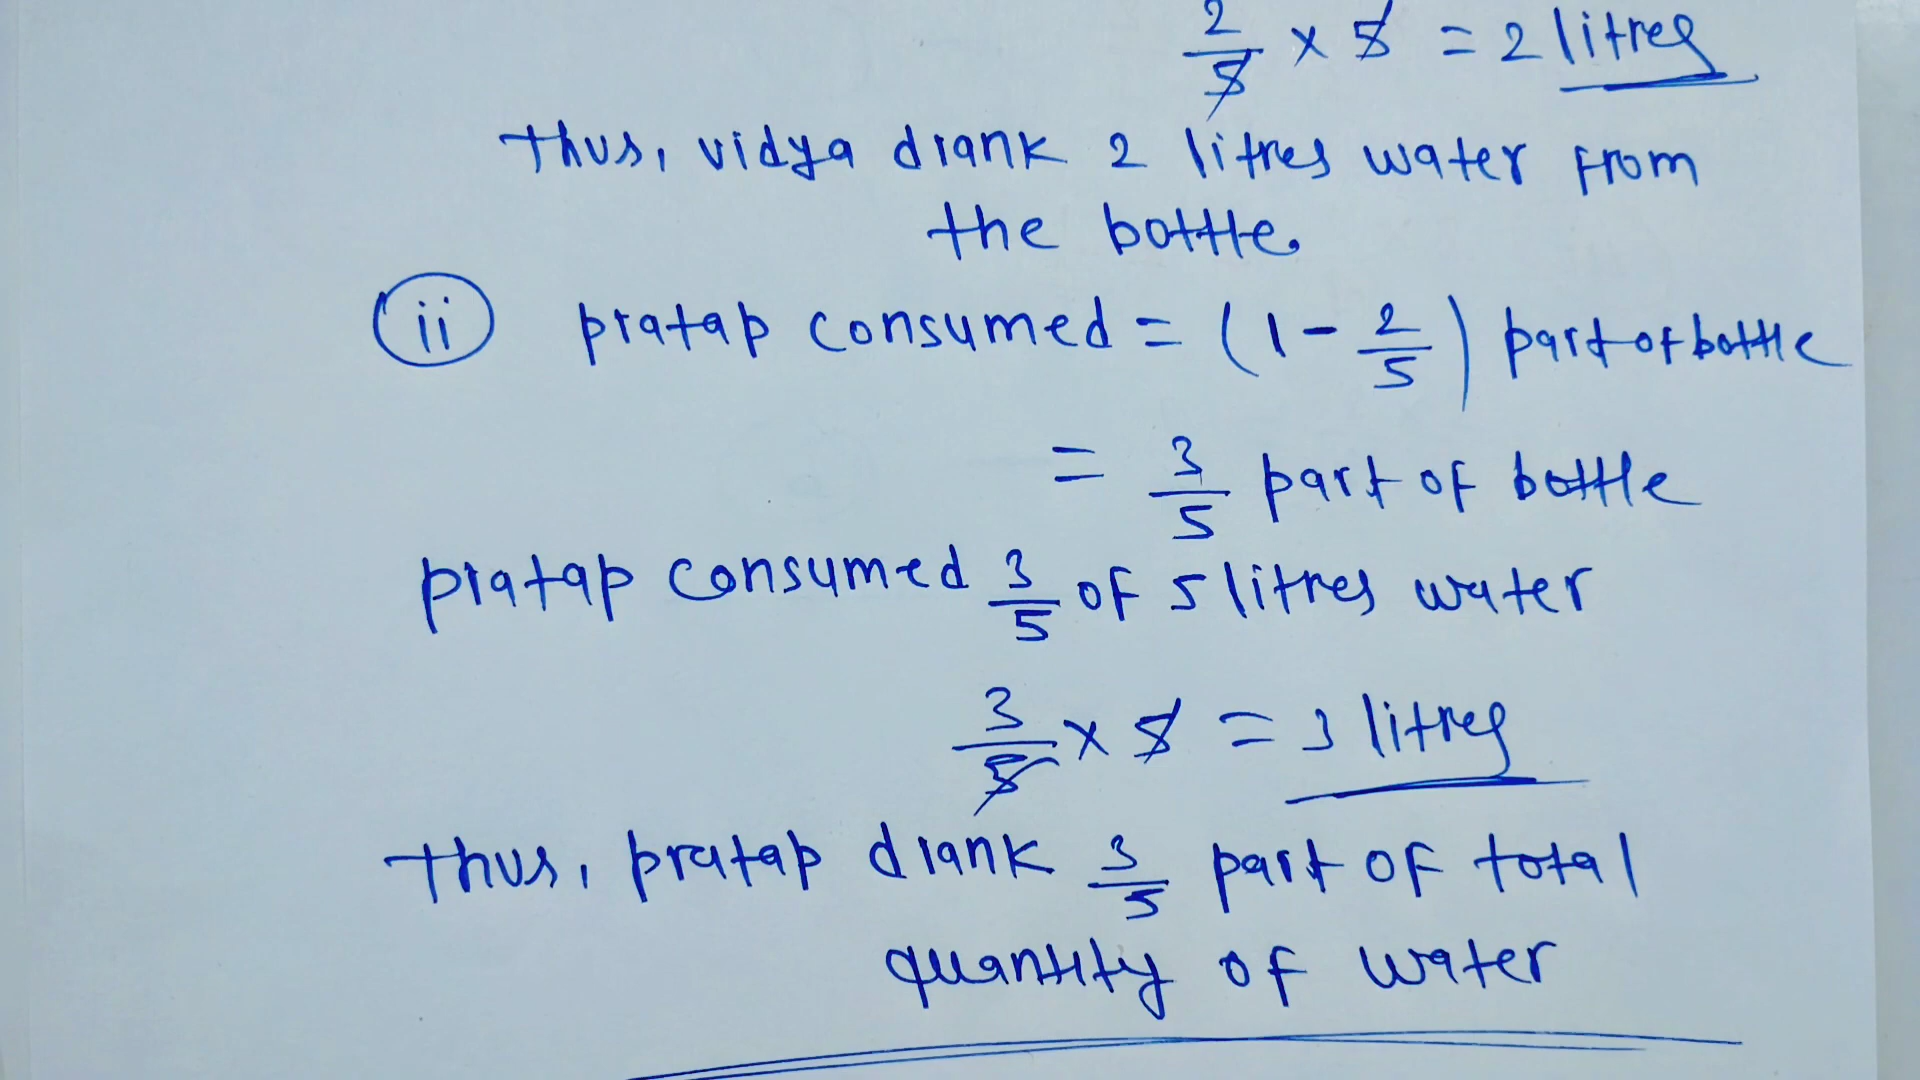 2/5 × 5 = 2 litres
Thus, vidya drank 2 litres water from
the bottle.
(ii) pratap consumed = (1 - 2/5) part of bottle
= 3/5 part of bottle
pratap consumed 3/5 of 5 litres water
3/5 × 5 = 3 litres
Thus, pratap drank 3/5 part of total
quantity of water